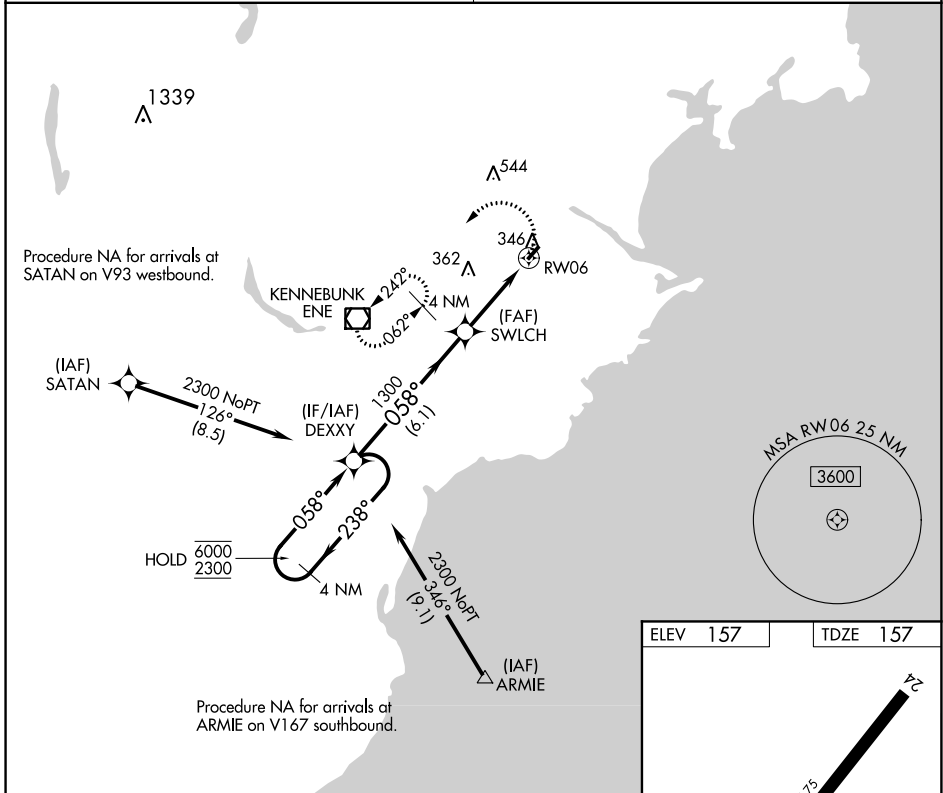 1339
544
Procedure NA for arrivals at
SATAN on V93 westbound.
346
RW06
362
KENNEBUNK
ENE
242°
4 NM
062°
(FAF)
SWLCH
(IAF)
SATAN
2300 NoPT
126°
(8.5)
(IF/IAF)
DEXXY
1300
058°
(6.1)
MSA RW06 25 NM
3600
058°
238°
HOLD
6000
2300
4 NM
2300 NoPT
346°
(9.1)
(IAF)
ARMIE
Procedure NA for arrivals at
ARMIE on V167 southbound.
ELEV 157
TDZE 157
24
75